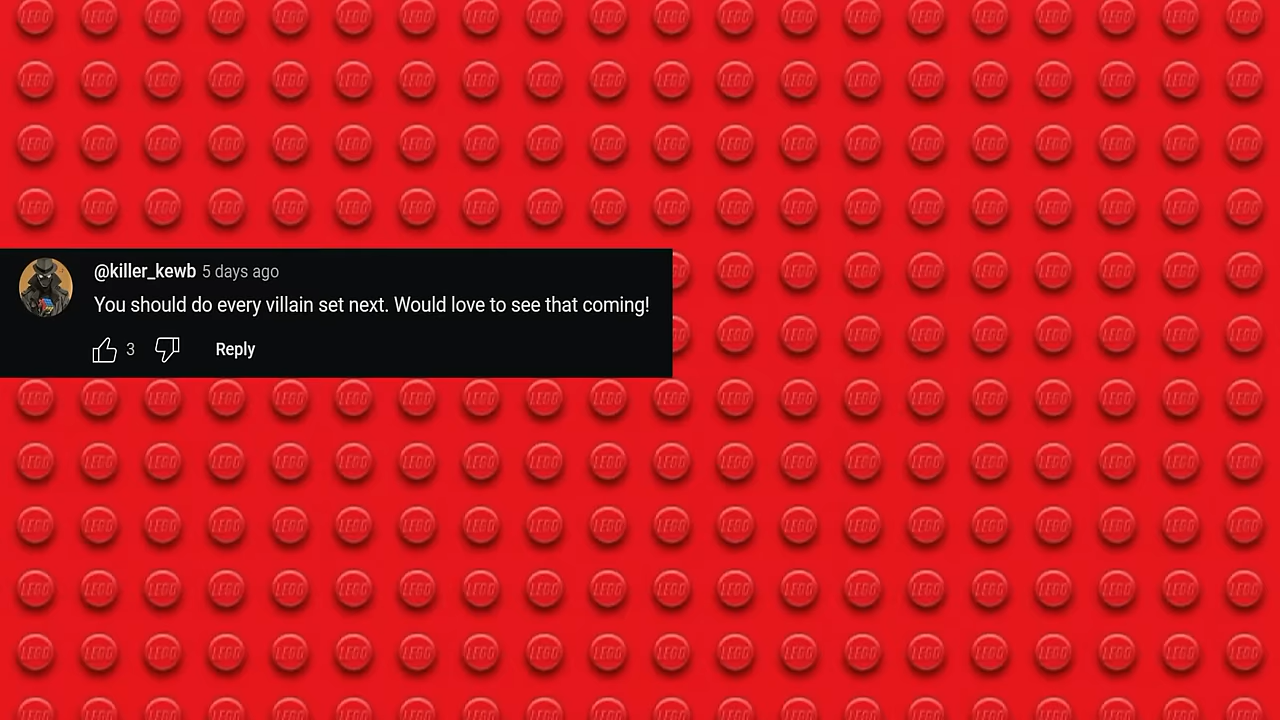 @killer_kewb 5 days ago
You should do every villain set next. Would love to see that coming!
3
Reply